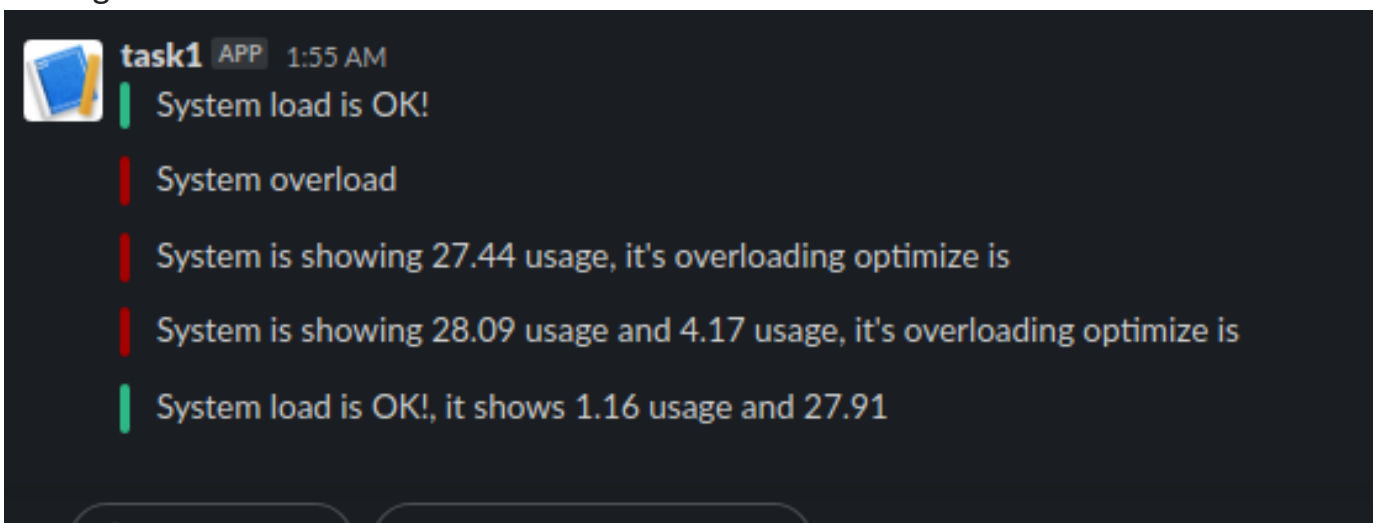 task1 APP 1:55 AM
System load is OK!
System overload
System is showing 27.44 usage, it's overloading optimize is
System is showing 28.09 usage and 4.17 usage, it's overloading optimize is
System load is OK!, it shows 1.16 usage and 27.91